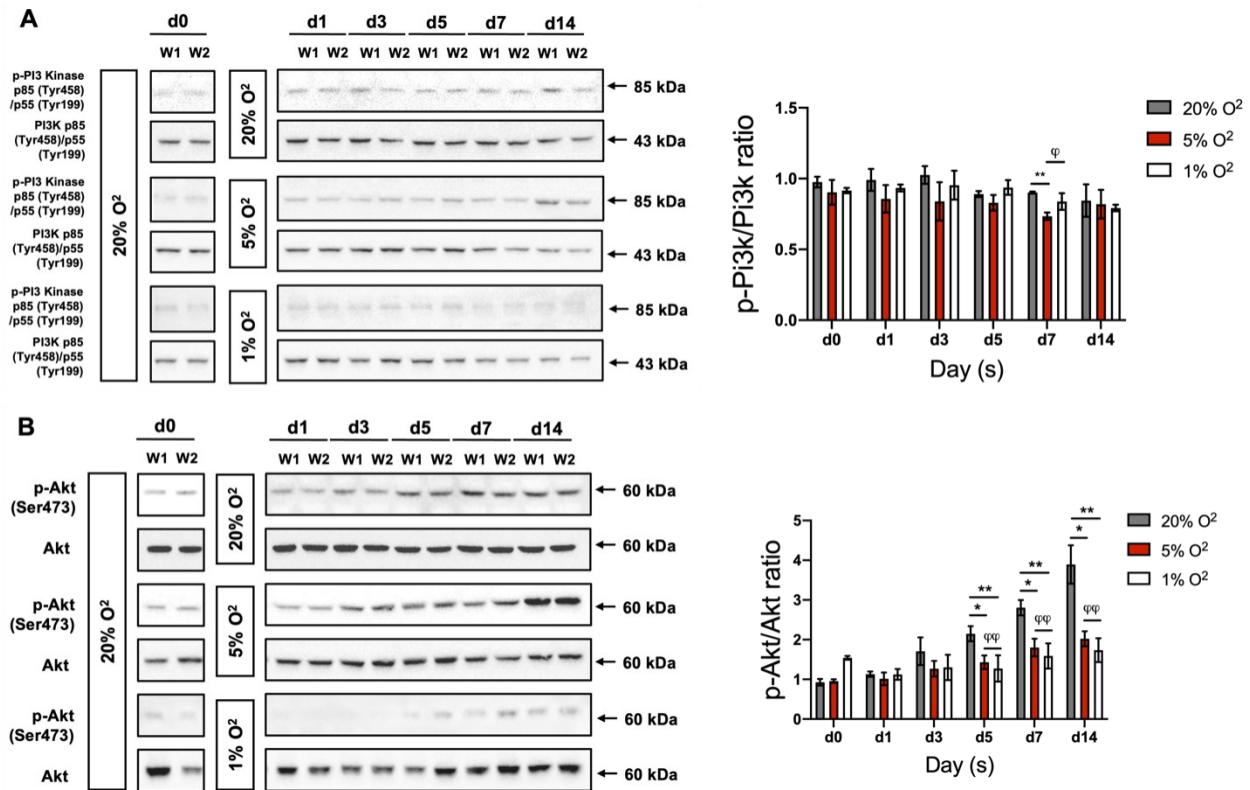 A
d0
d1 d3 d5 d7 d14
W1 W2
W1 W2 W1 W2 W1 W2 W1 W2 W1 W2
20% O²
p-PI3 Kinase
p85 (Tyr458)
/p55 (Tyr199)
20% O²
85 kDa
PI3K p85
(Tyr458)/p55
(Tyr199)
43 kDa
p-PI3 Kinase
p85 (Tyr458)
/p55 (Tyr199)
5% O²
85 kDa
PI3K p85
(Tyr458)/p55
(Tyr199)
43 kDa
p-PI3 Kinase
p85 (Tyr458)
/p55 (Tyr199)
1% O²
85 kDa
PI3K p85
(Tyr458)/p55
(Tyr199)
43 kDa
p-Pi3k/Pi3k ratio
1.5
1.0
0.5
0.0
** φ
d0 d1 d3 d5 d7 d14
Day (s)
20% O²
5% O²
1% O²
B
d0
d1 d3 d5 d7 d14
W1 W2
W1 W2 W1 W2 W1 W2 W1 W2 W1 W2
20% O²
p-Akt
(Ser473)
20% O²
60 kDa
Akt
60 kDa
p-Akt
(Ser473)
5% O²
60 kDa
Akt
60 kDa
p-Akt
(Ser473)
1% O²
60 kDa
Akt
60 kDa
p-Akt/Akt ratio
5
4
3
2
1
0
**
*
φφ
**
*
φφ
**
*
φφ
d0 d1 d3 d5 d7 d14
Day (s)
20% O²
5% O²
1% O²